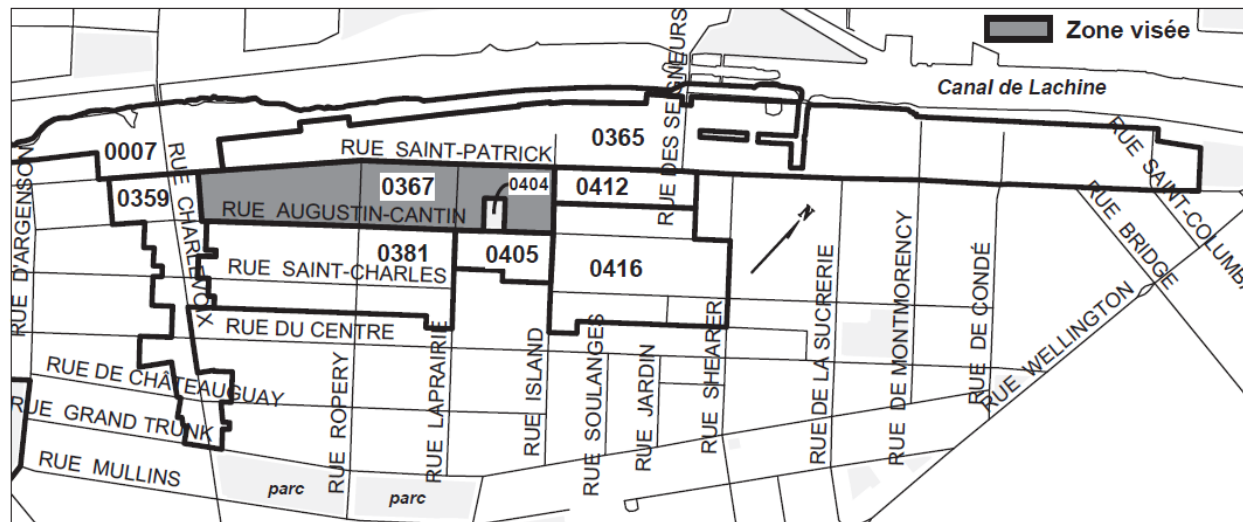 Zone visée
Canal de Lachine
RUE DES SEIGNEURS
0365
0007
RUE SAINT-PATRICK
RUE SAINT-COLUMBA
0367
0404
0412
0359
RUE AUGUSTIN-CANTIN
RUE D'ARGENSON
RUE CHARLEVOIX
0381
0405
0416
N
RUE SAINT-CHARLES
RUE BRIDGE
RUE DU CENTRE
RUE WELLINGTON
RUE DE CHÂTEAUGUAY
RUE GRAND TRUNK
RUE MULLINS
RUE ROPERY
RUE LAPRAIRIE
RUE ISLAND
RUE SOULANGES
RUE JARDIN
RUE SHEARER
RUE DE LA SUCRERIE
RUE DE MONTMORENCY
RUE DE CONDÉ
parc
parc